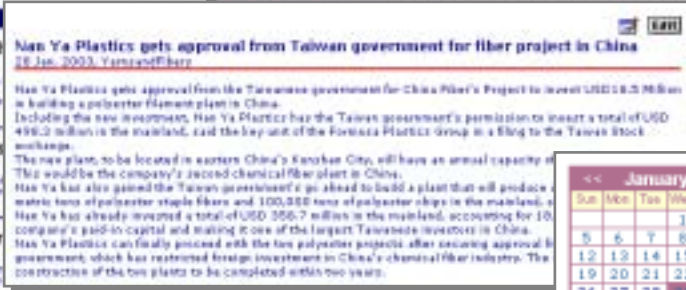 Edit
Nan Ya Plastics gets approval from Taiwan government for fiber project in China
28 Jan, 2003, YarnsandFibers
Nan Ya Plastics gets approval from the Taiwanese government for China Fiber's Project to invest USD18.5 Million
in building a polyester filament plant in China.
Including the new investment, Nan Ya Plastics has the Taiwan government's permission to invest a total of USD
498.2 million in the mainland, said the key unit of the Formosa Plastics Group in a filing to the Taiwan Stock
exchange.
The new plant, to be located in eastern China's Kunshan City, will have an annual capacity of
This would be the company's second chemical fiber plant in China.
Nan Ya has also gained the Taiwan government's go ahead to build a plant that will produce
metric tons of polyester staple fibers and 100,000 tons of polyester chips in the mainland,
Nan Ya has already invested a total of USD 356.7 million in the mainland, accounting for 18.
company's paid-in capital and making it one of the largest Taiwanese investors in China.
Nan Ya Plastics can finally proceed with the two polyester projects after securing approval
government, which has restricted foreign investment in China's chemical fiber industry. The
construction of the two plants to be completed within two years.
<< January
Sun Mon Tue We
1
5 6 7 8
12 13 14 15
19 20 21 22